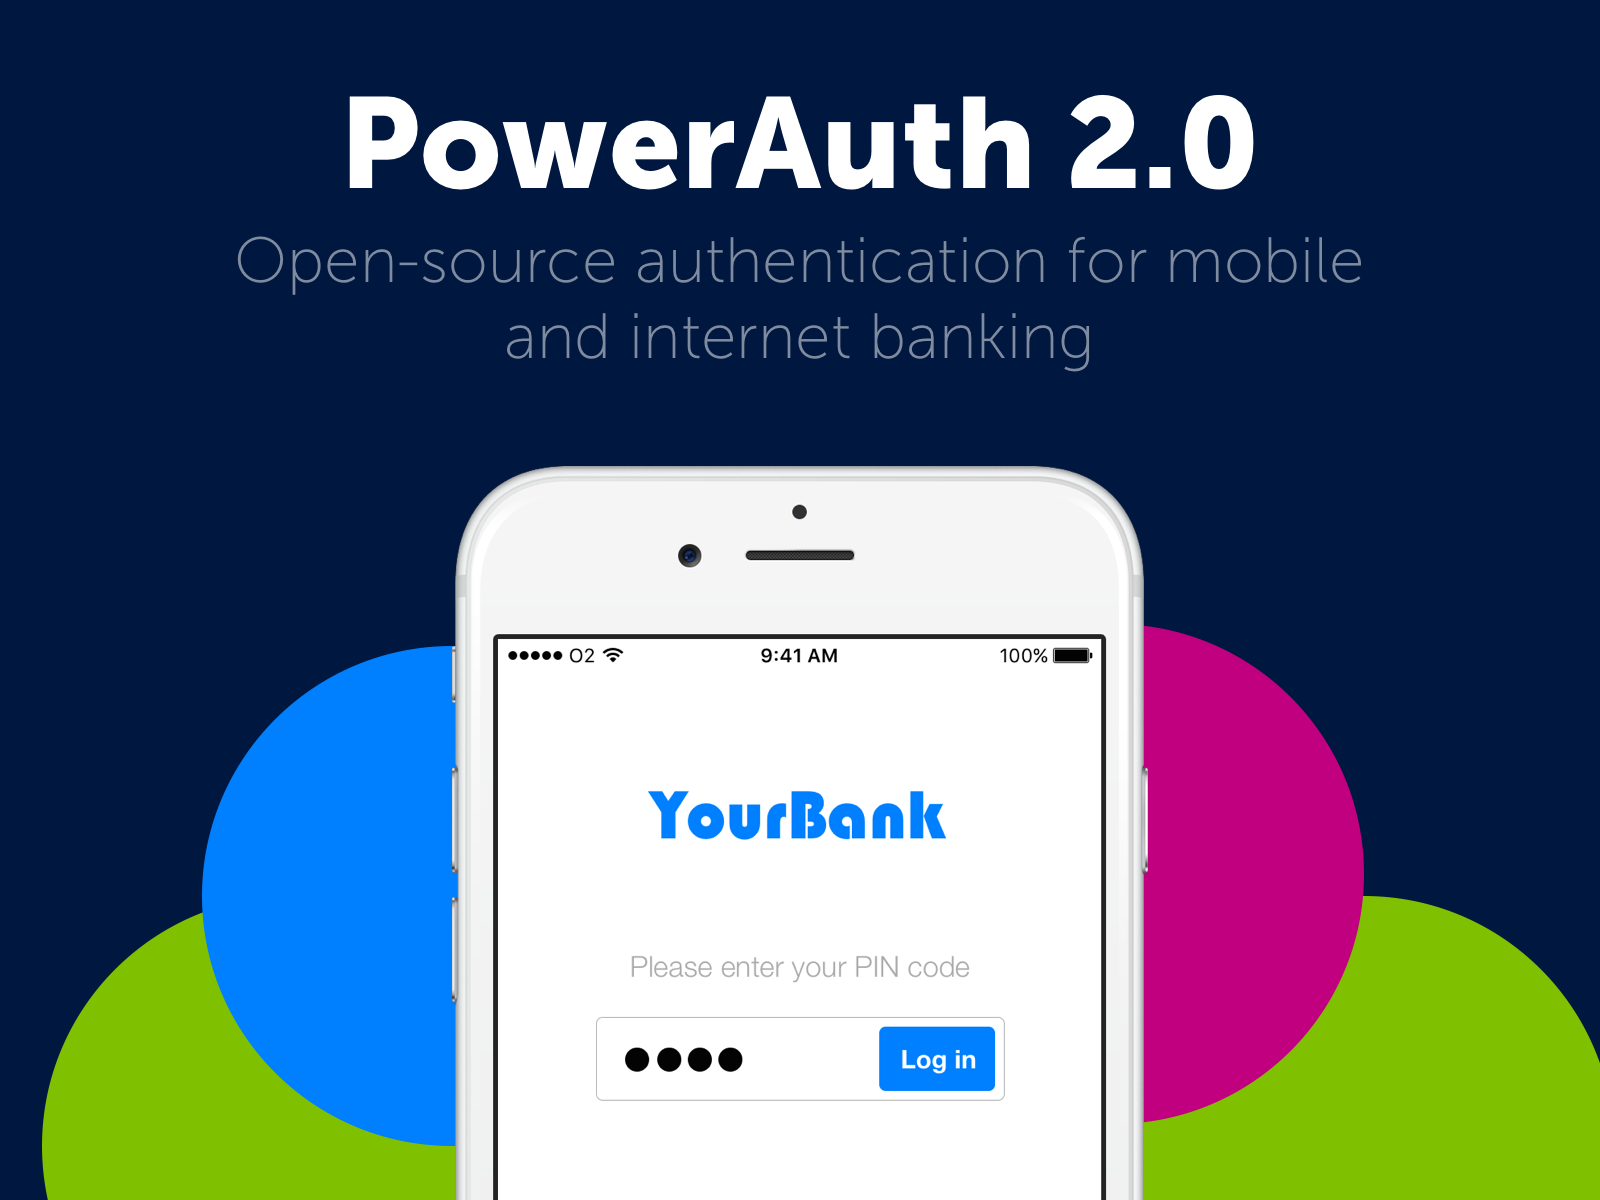 PowerAuth 2.0
Open-source authentication for mobile
and internet banking
O2 9:41 AM 100%
YourBank
Please enter your PIN code
Log in